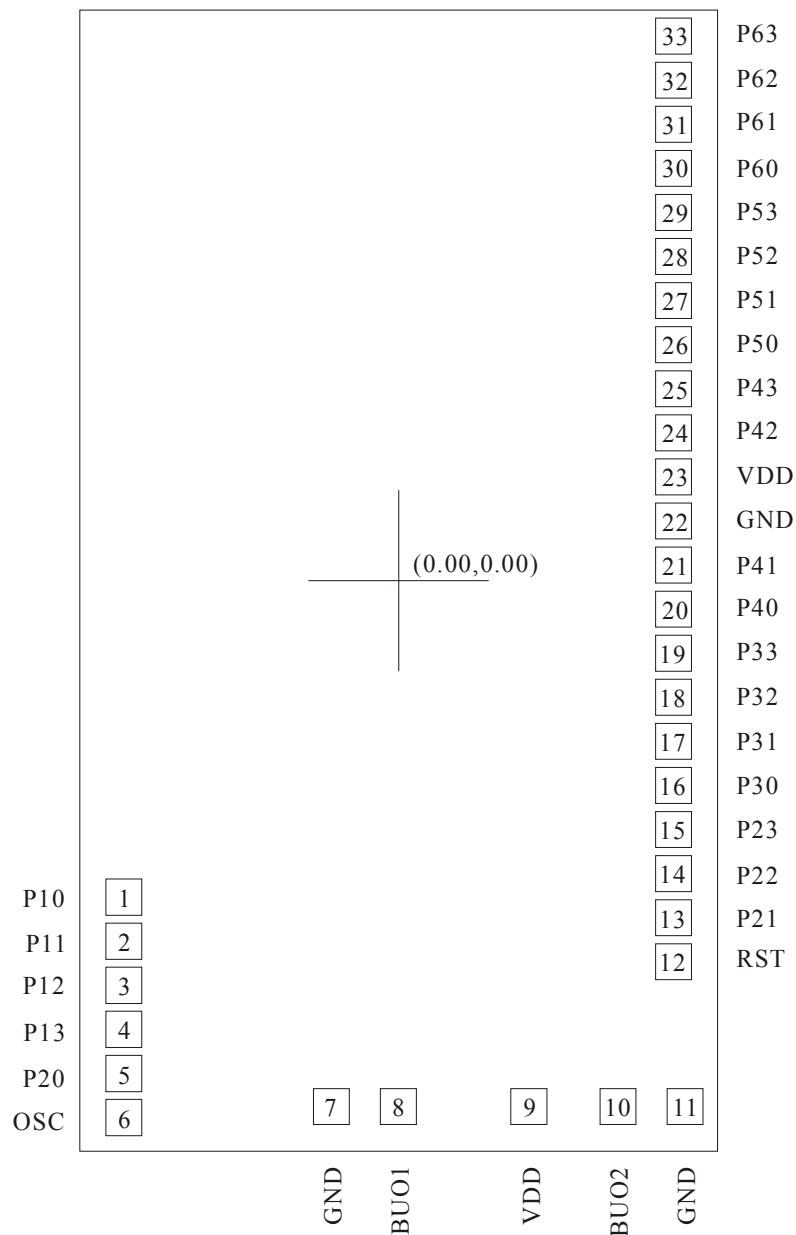 33 P63
32 P62
31 P61
30 P60
29 P53
28 P52
27 P51
26 P50
25 P43
24 P42
23 VDD
22 GND
(0.00,0.00)
21 P41
20 P40
19 P33
18 P32
17 P31
16 P30
15 P23
14 P22
P10 1
13 P21
P11 2
12 RST
P12 3
P13 4
P20 5
OSC 6
7 8 9 10 11
GND BUO1 VDD BUO2 GND